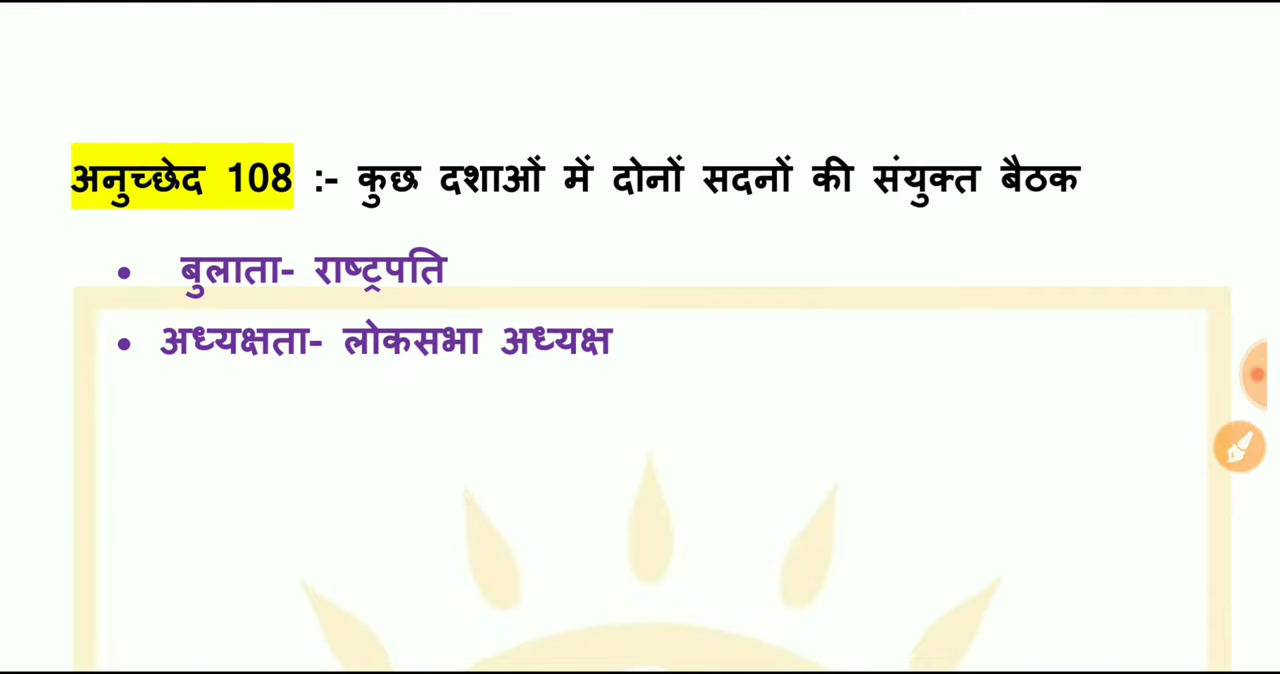 अनुच्छेद 108 :- कुछ दशाओं में दोनों सदनों की संयुक्त बैठक
• बुलाता- राष्ट्रपति
• अध्यक्षता- लोकसभा अध्यक्ष